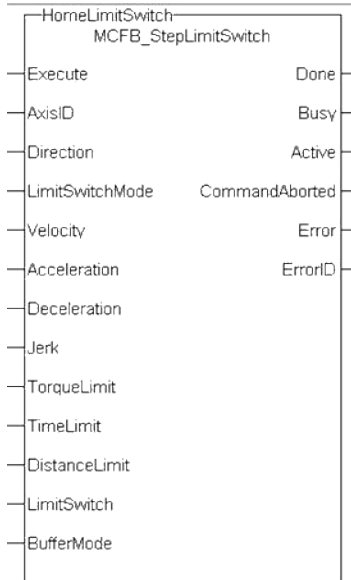 HomeLimitSwitch
MCFB_StepLimitSwitch
Execute Done
AxisID Busy
Direction Active
LimitSwitchMode CommandAborted
Velocity Error
Acceleration ErrorID
Deceleration
Jerk
TorqueLimit
TimeLimit
DistanceLimit
LimitSwitch
BufferMode